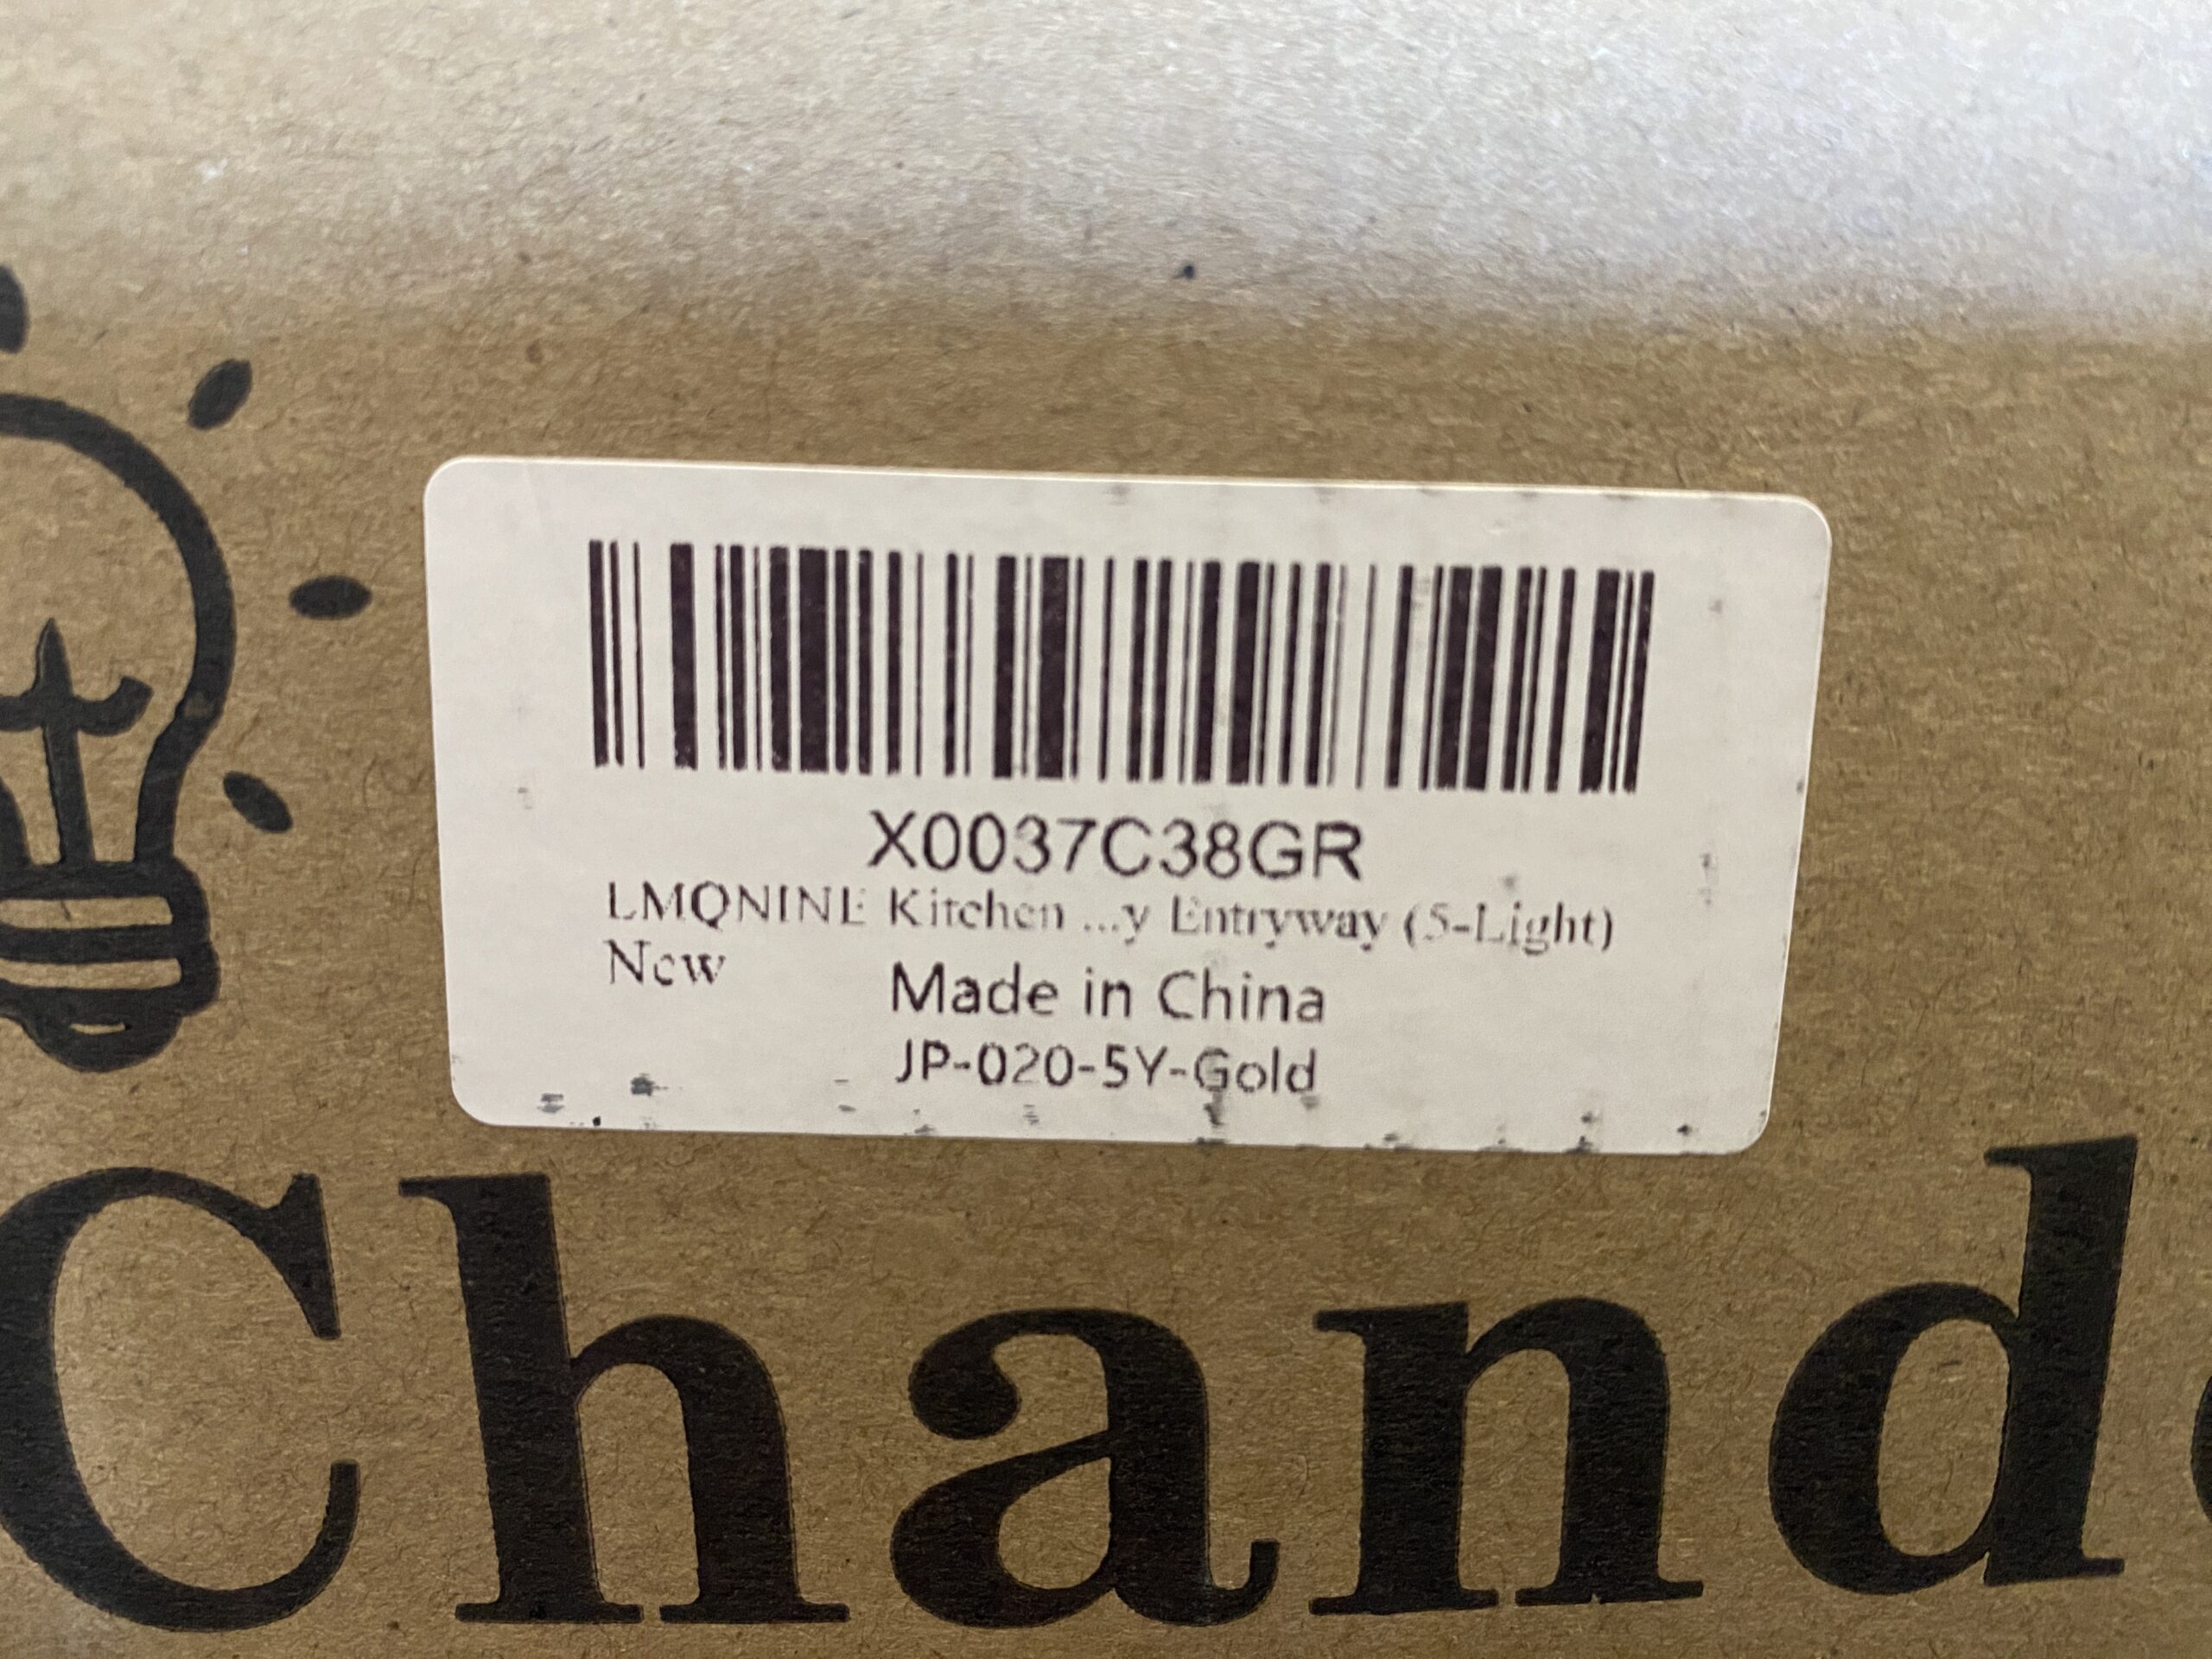 X0037C38GR
LMQNINE Kitchen ...y Entryway (5-Light)
New
Made in China
JP-020-5Y-Gold
Chand